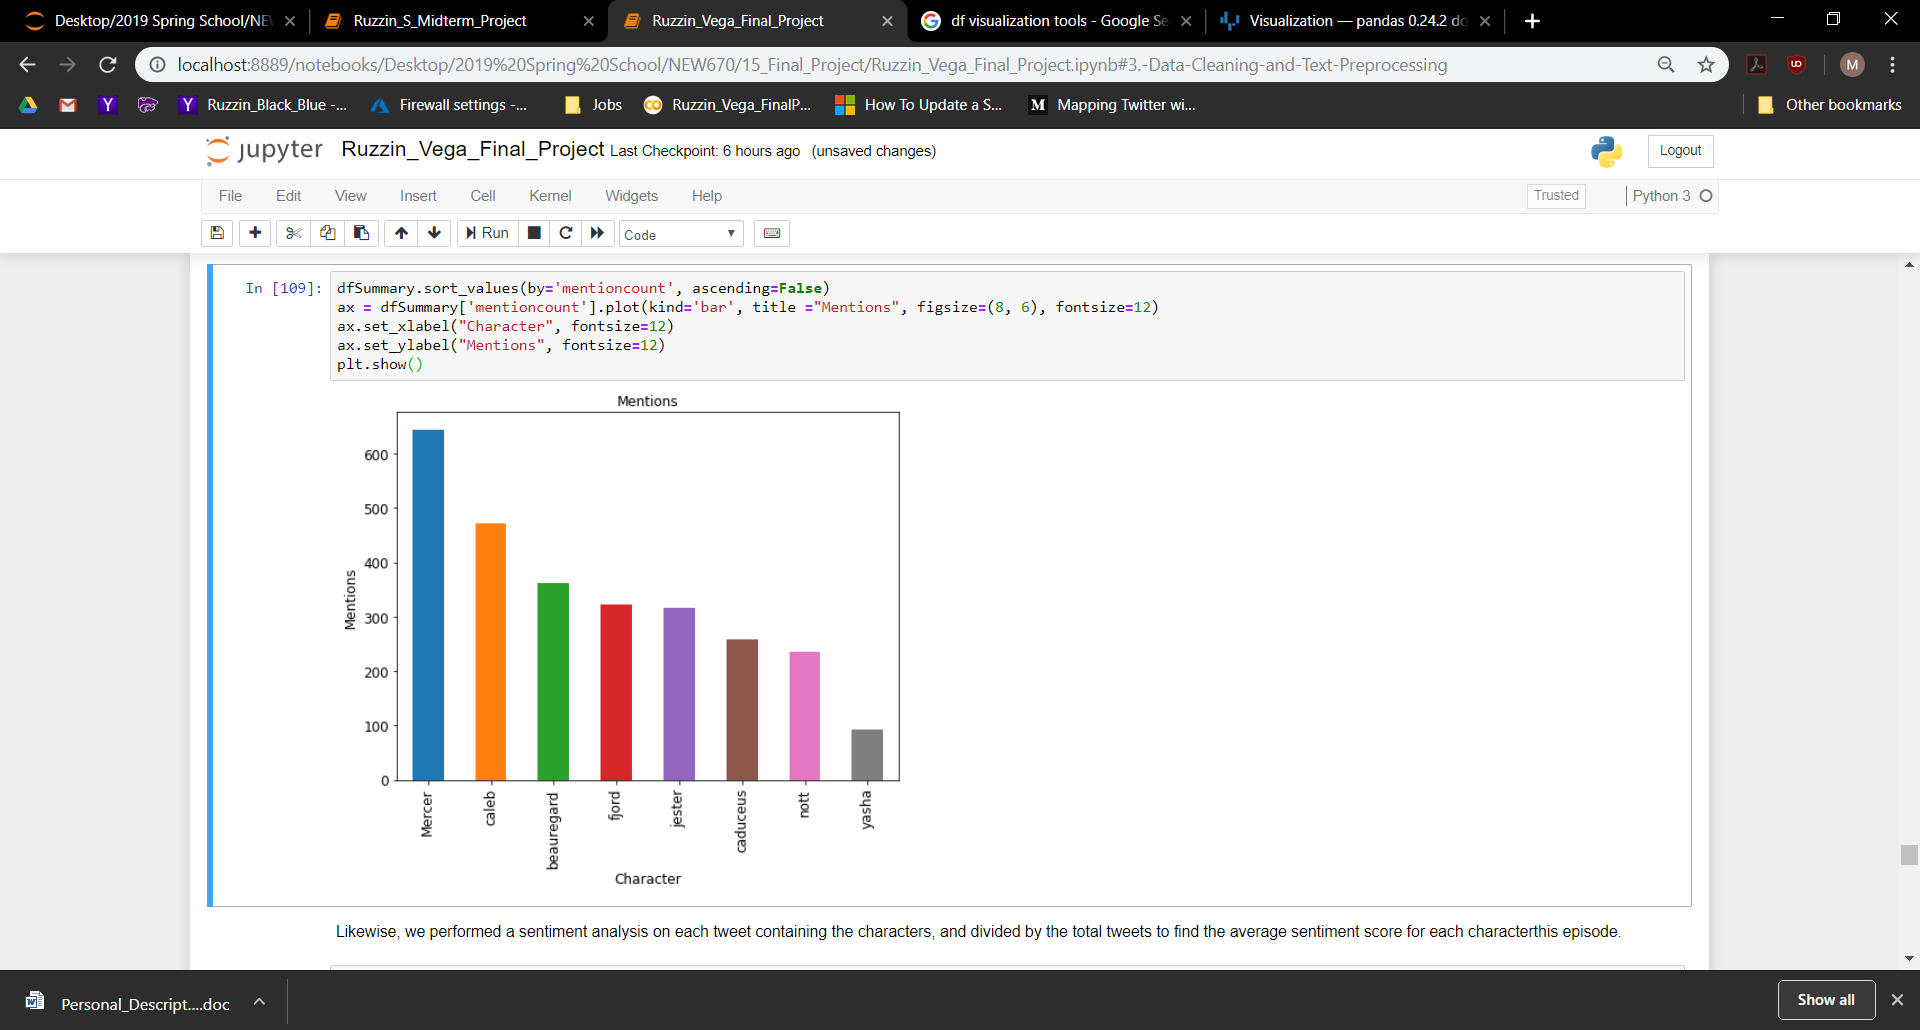 Desktop/2019 Spring School/NE
Ruzzin_S_Midterm_Project
Ruzzin_Vega_Final_Project
df visualization tools - Google Se
Visualization — pandas 0.24.2 do
localhost:8889/notebooks/Desktop/2019%20Spring%20School/NEW670/15_Final_Project/Ruzzin_Vega_Final_Project.ipynb#3.-Data-Cleaning-and-Text-Preprocessing
M
Ruzzin_Black_Blue -...
Firewall settings -...
Jobs
Ruzzin_Vega_FinalP...
How To Update a S...
Mapping Twitter wi...
Other bookmarks
jupyter Ruzzin_Vega_Final_Project Last Checkpoint: 6 hours ago (unsaved changes)
Logout
File Edit View Insert Cell Kernel Widgets Help
Trusted
Python 3
Run
Code
In [109]:
dfSummary.sort_values(by='mentioncount', ascending=False)
ax = dfSummary['mentioncount'].plot(kind='bar', title ="Mentions", figsize=(8, 6), fontsize=12)
ax.set_xlabel("Character", fontsize=12)
ax.set_ylabel("Mentions", fontsize=12)
plt.show()
Mentions
600
500
400
300
200
100
0
Mentions
Mercer
caleb
beauregard
fjord
jester
caduceus
nott
yasha
Character
Likewise, we performed a sentiment analysis on each tweet containing the characters, and divided by the total tweets to find the average sentiment score for each characterthis episode.
Personal_Descript....doc
Show all